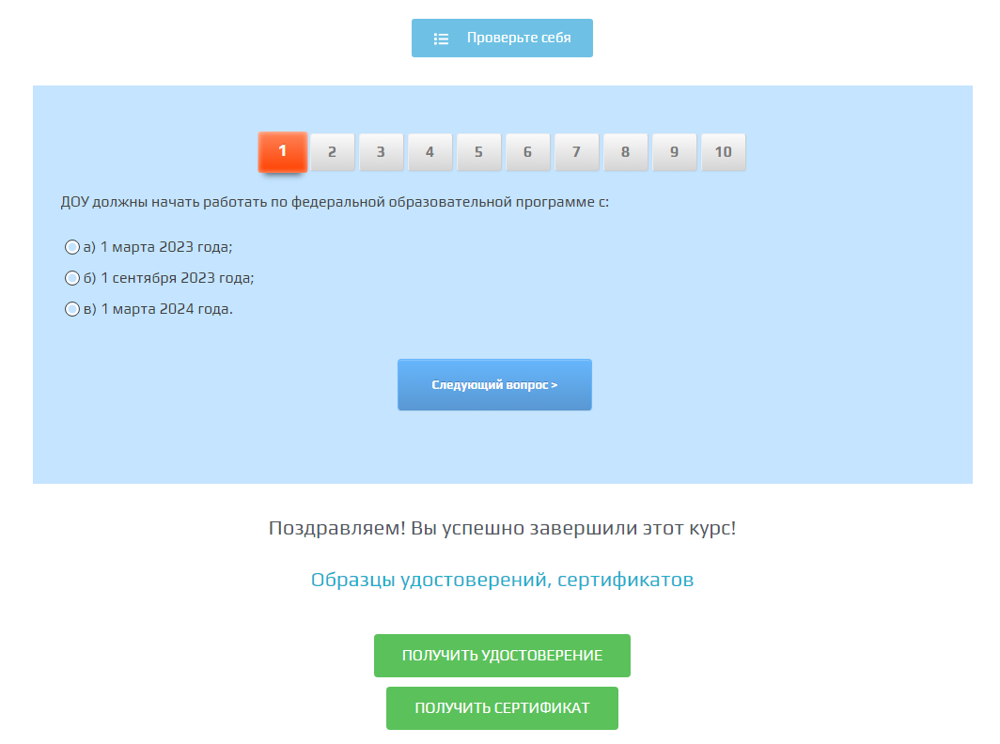 Проверьте себя
1 2 3 4 5 6 7 8 9 10
ДОУ должны начать работать по федеральной образовательной программе с:
а) 1 марта 2023 года;
б) 1 сентября 2023 года;
в) 1 марта 2024 года.
Следующий вопрос >
Поздравляем! Вы успешно завершили этот курс!
Образцы удостоверений, сертификатов
ПОЛУЧИТЬ УДОСТОВЕРЕНИЕ
ПОЛУЧИТЬ СЕРТИФИКАТ